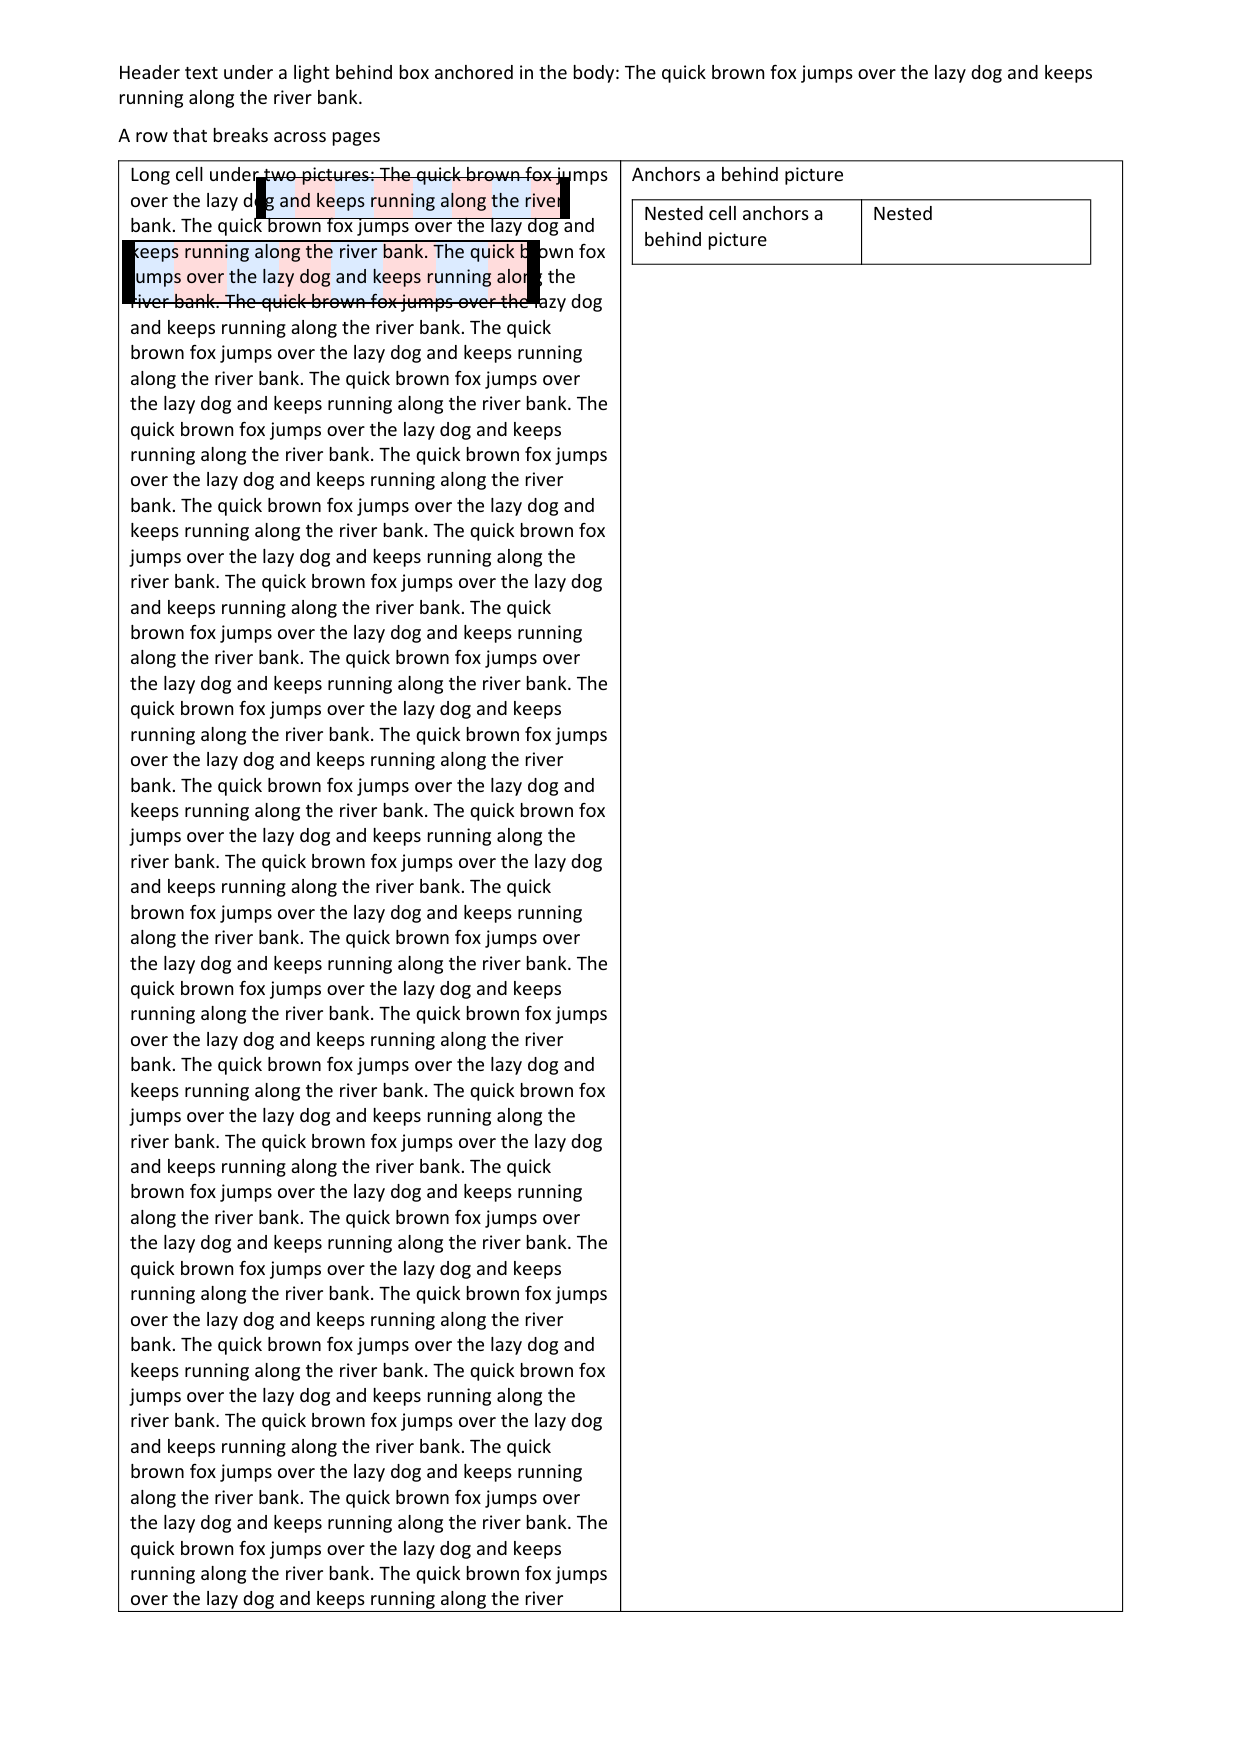 Header text under a light behind box anchored in the body: The quick brown fox jumps over the lazy dog and keeps
running along the river bank.
A row that breaks across pages
Long cell under two pictures: The quick brown fox jumps
over the lazy dog and keeps running along the river
bank. The quick brown fox jumps over the lazy dog and
keeps running along the river bank. The quick brown fox
jumps over the lazy dog and keeps running along the
river bank. The quick brown fox jumps over the lazy dog
and keeps running along the river bank. The quick
brown fox jumps over the lazy dog and keeps running
along the river bank. The quick brown fox jumps over
the lazy dog and keeps running along the river bank. The
quick brown fox jumps over the lazy dog and keeps
running along the river bank. The quick brown fox jumps
over the lazy dog and keeps running along the river
bank. The quick brown fox jumps over the lazy dog and
keeps running along the river bank. The quick brown fox
jumps over the lazy dog and keeps running along the
river bank. The quick brown fox jumps over the lazy dog
and keeps running along the river bank. The quick
brown fox jumps over the lazy dog and keeps running
along the river bank. The quick brown fox jumps over
the lazy dog and keeps running along the river bank. The
quick brown fox jumps over the lazy dog and keeps
running along the river bank. The quick brown fox jumps
over the lazy dog and keeps running along the river
bank. The quick brown fox jumps over the lazy dog and
keeps running along the river bank. The quick brown fox
jumps over the lazy dog and keeps running along the
river bank. The quick brown fox jumps over the lazy dog
and keeps running along the river bank. The quick
brown fox jumps over the lazy dog and keeps running
along the river bank. The quick brown fox jumps over
the lazy dog and keeps running along the river bank. The
quick brown fox jumps over the lazy dog and keeps
running along the river bank. The quick brown fox jumps
over the lazy dog and keeps running along the river
bank. The quick brown fox jumps over the lazy dog and
keeps running along the river bank. The quick brown fox
jumps over the lazy dog and keeps running along the
river bank. The quick brown fox jumps over the lazy dog
and keeps running along the river bank. The quick
brown fox jumps over the lazy dog and keeps running
along the river bank. The quick brown fox jumps over
the lazy dog and keeps running along the river bank. The
quick brown fox jumps over the lazy dog and keeps
running along the river bank. The quick brown fox jumps
over the lazy dog and keeps running along the river
bank. The quick brown fox jumps over the lazy dog and
keeps running along the river bank. The quick brown fox
jumps over the lazy dog and keeps running along the
river bank. The quick brown fox jumps over the lazy dog
and keeps running along the river bank. The quick
brown fox jumps over the lazy dog and keeps running
along the river bank. The quick brown fox jumps over
the lazy dog and keeps running along the river bank. The
quick brown fox jumps over the lazy dog and keeps
running along the river bank. The quick brown fox jumps
over the lazy dog and keeps running along the river
Anchors a behind picture
Nested cell anchors a
behind picture
Nested